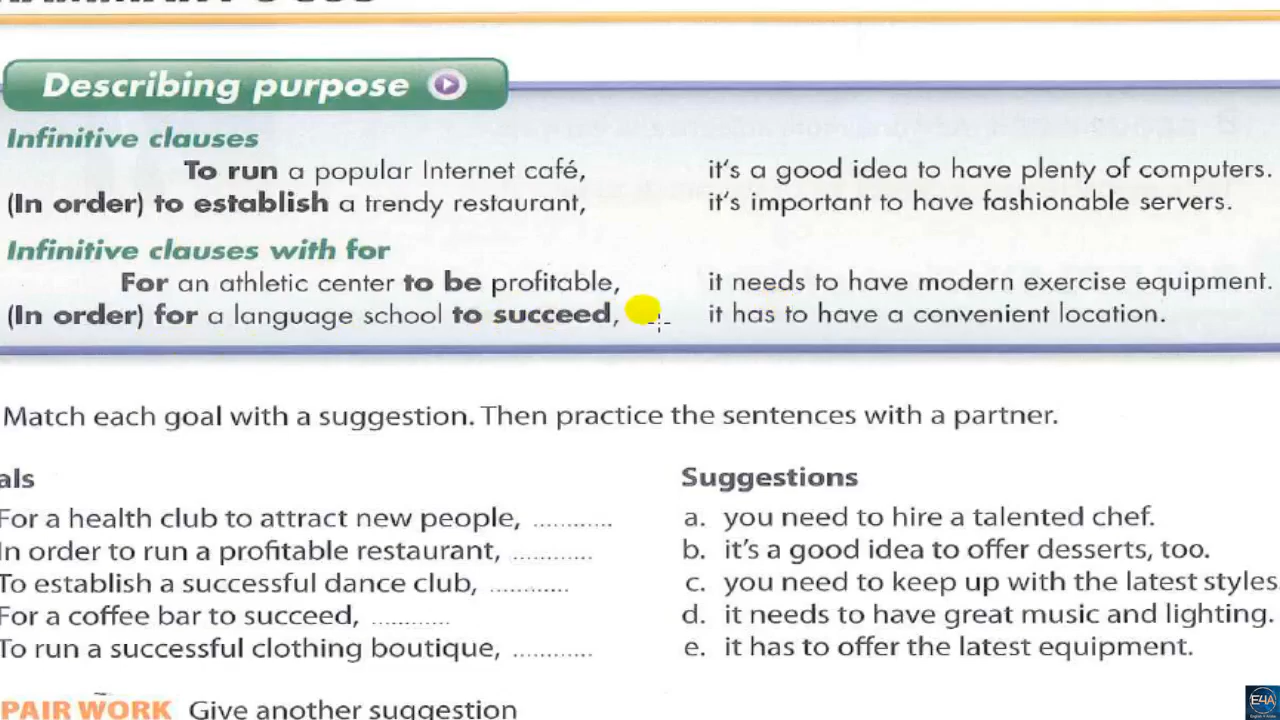 Describing purpose
Infinitive clauses
To run a popular Internet café, it's a good idea to have plenty of computers.
(In order) to establish a trendy restaurant, it's important to have fashionable servers.
Infinitive clauses with for
For an athletic center to be profitable, it needs to have modern exercise equipment.
(In order) for a language school to succeed, it has to have a convenient location.
Match each goal with a suggestion. Then practice the sentences with a partner.
als
For a health club to attract new people, ............
In order to run a profitable restaurant, ............
To establish a successful dance club, ............
For a coffee bar to succeed, ............
To run a successful clothing boutique, ............
Suggestions
a. you need to hire a talented chef.
b. it's a good idea to offer desserts, too.
c. you need to keep up with the latest styles.
d. it needs to have great music and lighting.
e. it has to offer the latest equipment.
PAIR WORK Give another suggestion
E4A